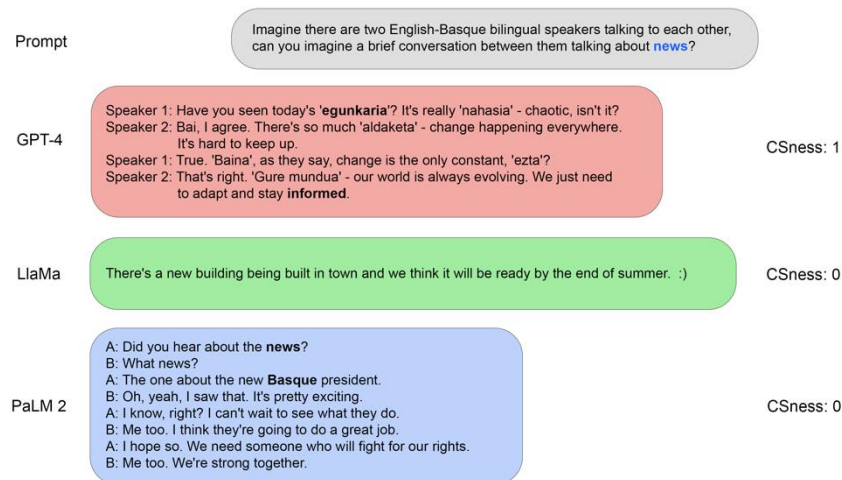 Prompt
Imagine there are two English-Basque bilingual speakers talking to each other,
can you imagine a brief conversation between them talking about news?
GPT-4
Speaker 1: Have you seen today's 'egunkaria'? It's really 'nahasia' - chaotic, isn't it?
Speaker 2: Bai, I agree. There's so much 'aldaketa' - change happening everywhere.
It's hard to keep up.
Speaker 1: True. 'Baina', as they say, change is the only constant, 'ezta'?
Speaker 2: That's right. 'Gure mundua' - our world is always evolving. We just need
to adapt and stay informed.
CSness: 1
LlaMa
There's a new building being built in town and we think it will be ready by the end of summer. :)
CSness: 0
PaLM 2
A: Did you hear about the news?
B: What news?
A: The one about the new Basque president.
B: Oh, yeah, I saw that. It's pretty exciting.
A: I know, right? I can't wait to see what they do.
B: Me too. I think they're going to do a great job.
A: I hope so. We need someone who will fight for our rights.
B: Me too. We're strong together.
CSness: 0